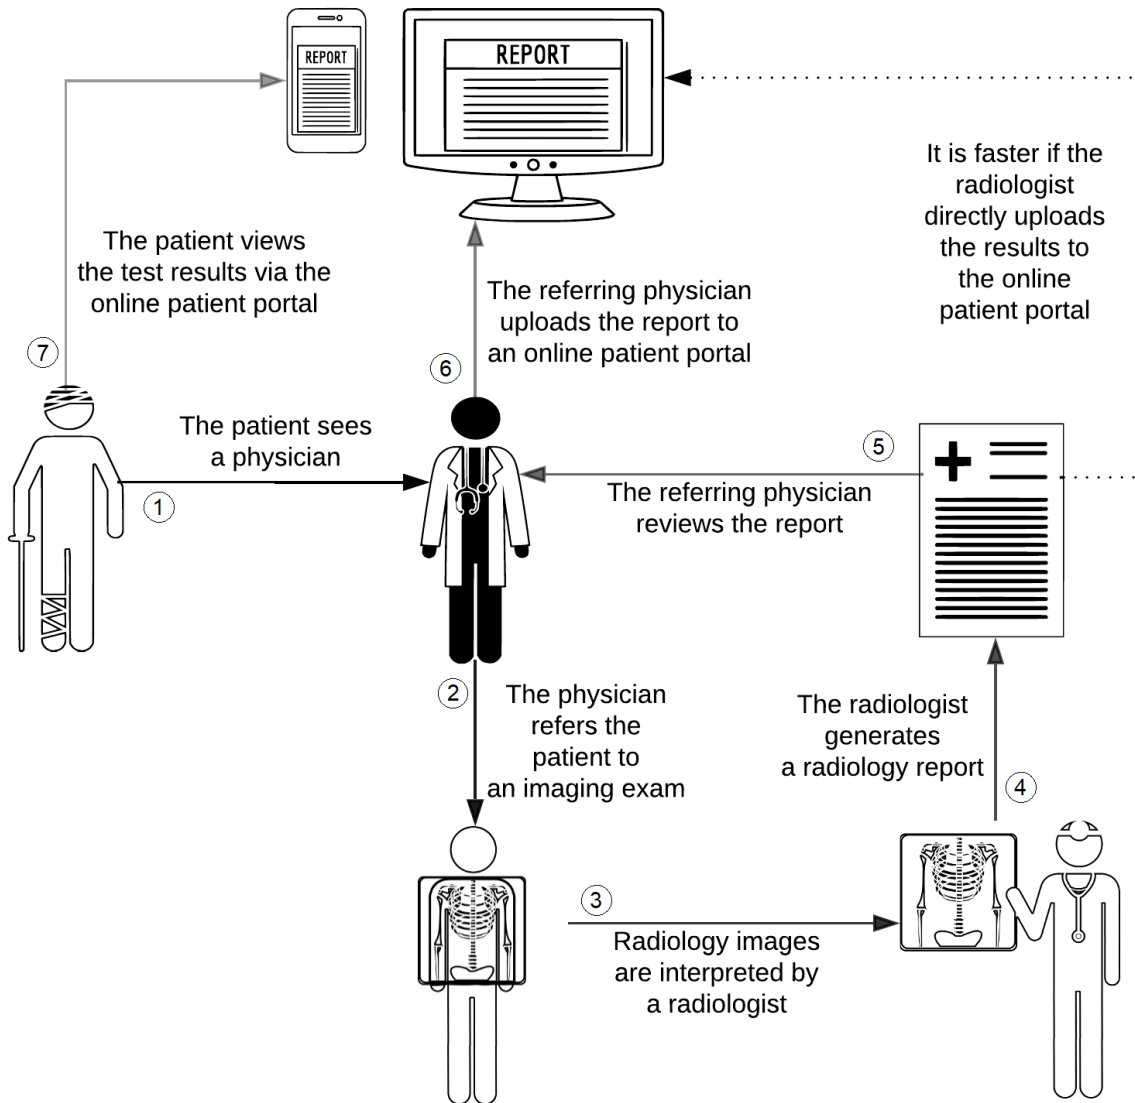 REPORT
REPORT
It is faster if the
radiologist
directly uploads
the results to
the online
patient portal
The patient views
the test results via the
online patient portal
The referring physician
uploads the report to
an online patient portal
7
6
The patient sees
a physician
1
5
The referring physician
reviews the report
2
The physician
refers the
patient to
an imaging exam
The radiologist
generates
a radiology report
4
3
Radiology images
are interpreted by
a radiologist